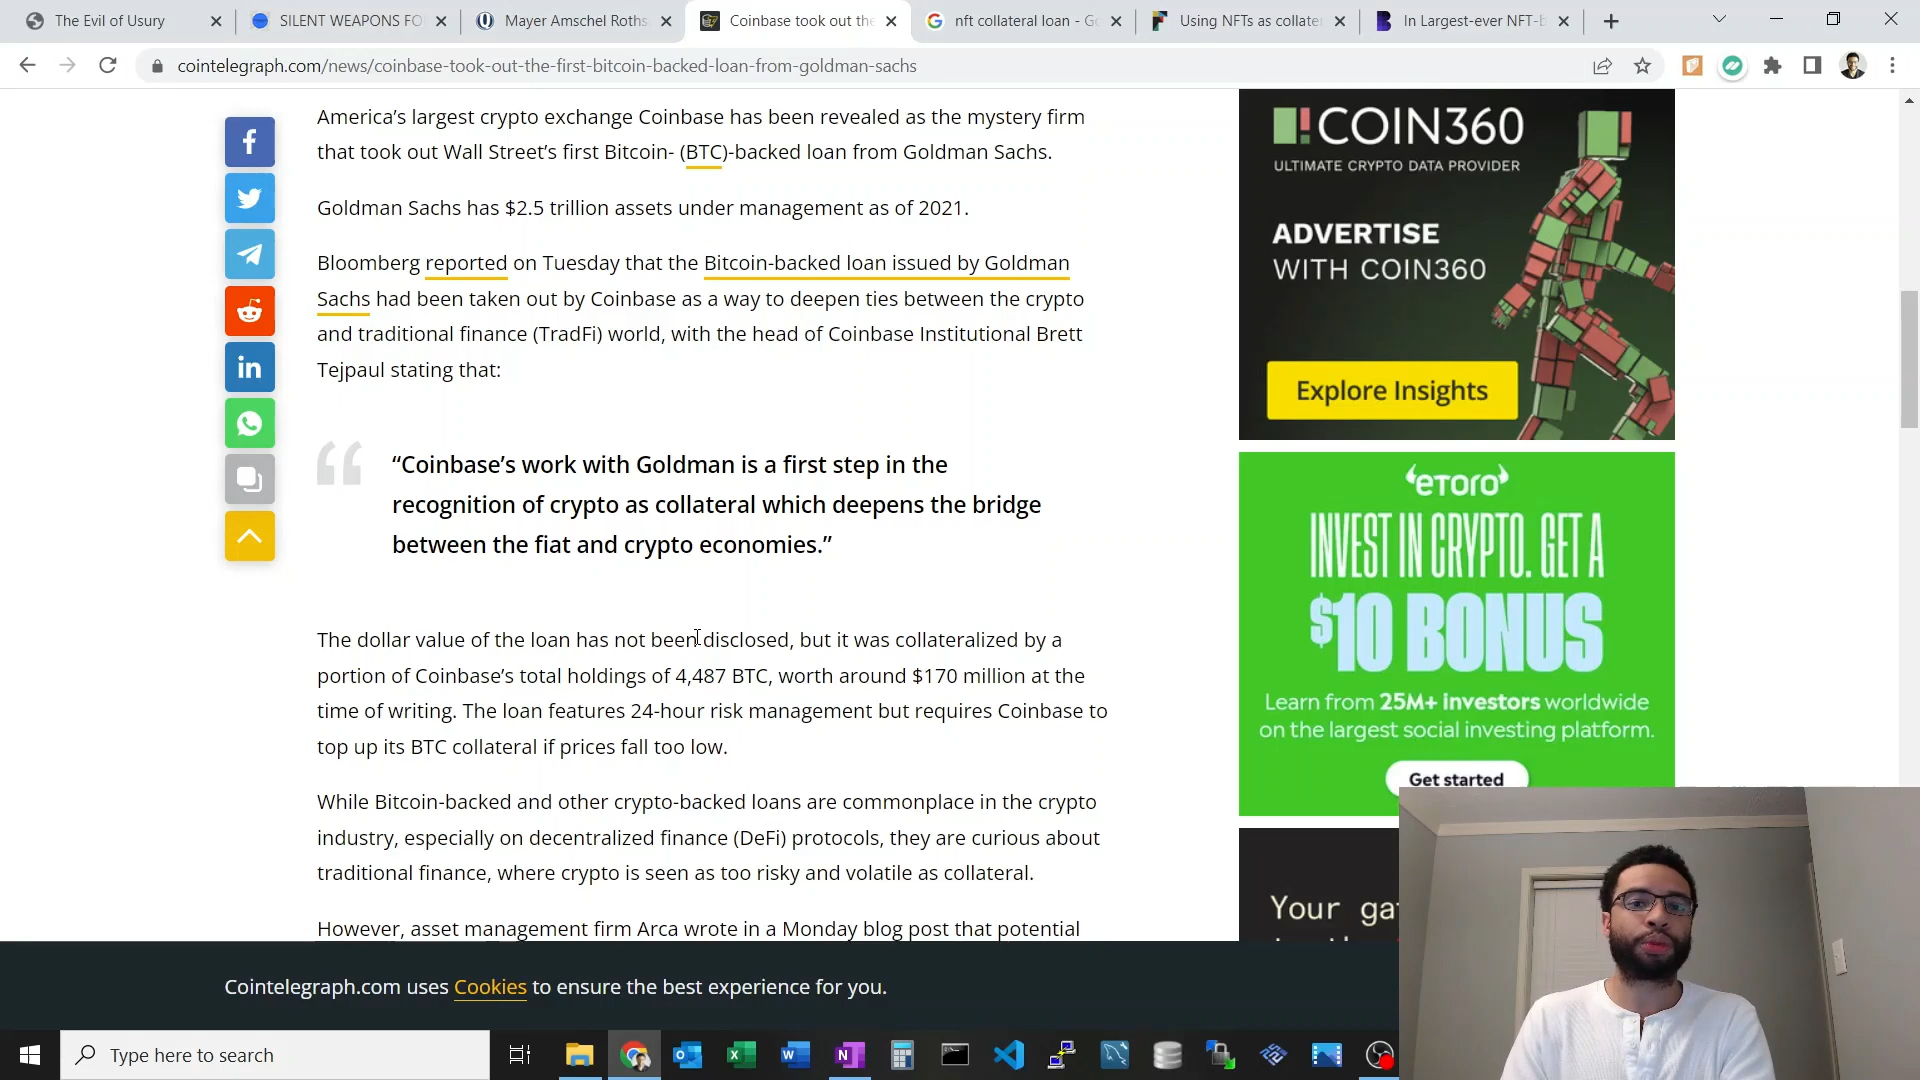 The Evil of Usury
SILENT WEAPONS FO
Mayer Amschel Roths
Coinbase took out the
nft collateral loan - G
Using NFTs as collate
In Largest-ever NFT-b
cointelegraph.com/news/coinbase-took-out-the-first-bitcoin-backed-loan-from-goldman-sachs
America's largest crypto exchange Coinbase has been revealed as the mystery firm
that took out Wall Street's first Bitcoin- (BTC)-backed loan from Goldman Sachs.
Goldman Sachs has $2.5 trillion assets under management as of 2021.
Bloomberg reported on Tuesday that the Bitcoin-backed loan issued by Goldman
Sachs had been taken out by Coinbase as a way to deepen ties between the crypto
and traditional finance (TradFi) world, with the head of Coinbase Institutional Brett
Tejpaul stating that:
“Coinbase’s work with Goldman is a first step in the
recognition of crypto as collateral which deepens the bridge
between the fiat and crypto economies.”
The dollar value of the loan has not been disclosed, but it was collateralized by a
portion of Coinbase’s total holdings of 4,487 BTC, worth around $170 million at the
time of writing. The loan features 24-hour risk management but requires Coinbase to
top up its BTC collateral if prices fall too low.
While Bitcoin-backed and other crypto-backed loans are commonplace in the crypto
industry, especially on decentralized finance (DeFi) protocols, they are curious about
traditional finance, where crypto is seen as too risky and volatile as collateral.
However, asset management firm Arca wrote in a Monday blog post that potential
COIN360
ULTIMATE CRYPTO DATA PROVIDER
ADVERTISE
WITH COIN360
Explore Insights
eToro
INVEST IN CRYPTO. GET A
$10 BONUS
Learn from 25M+ investors worldwide
on the largest social investing platform.
Get started
Your ga
Cointelegraph.com uses Cookies to ensure the best experience for you.
Type here to search